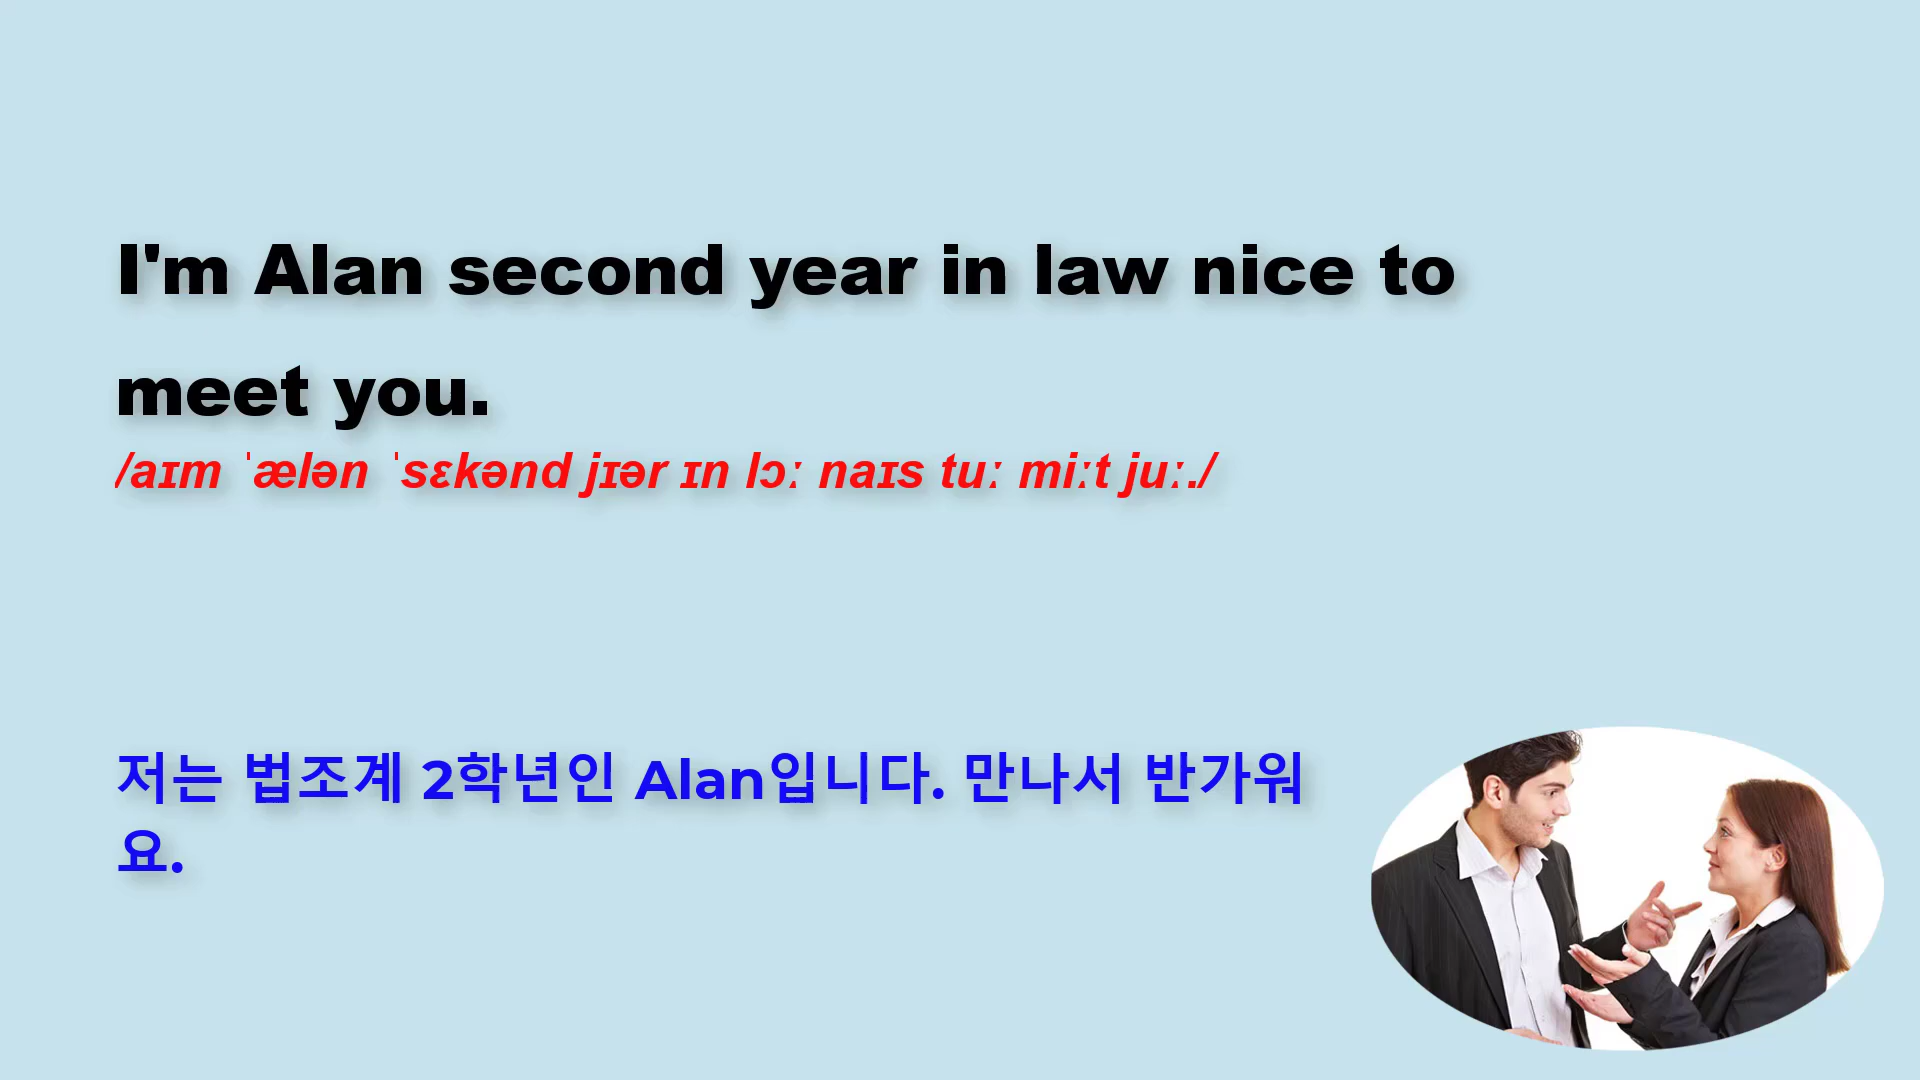 I'm Alan second year in law nice to
meet you.
/aɪm ˈælən ˈsɛkənd jɪər ɪn lɔː naɪs tuː miːt juː./
저는 법조계 2학년인 Alan입니다. 만나서 반가워
요.